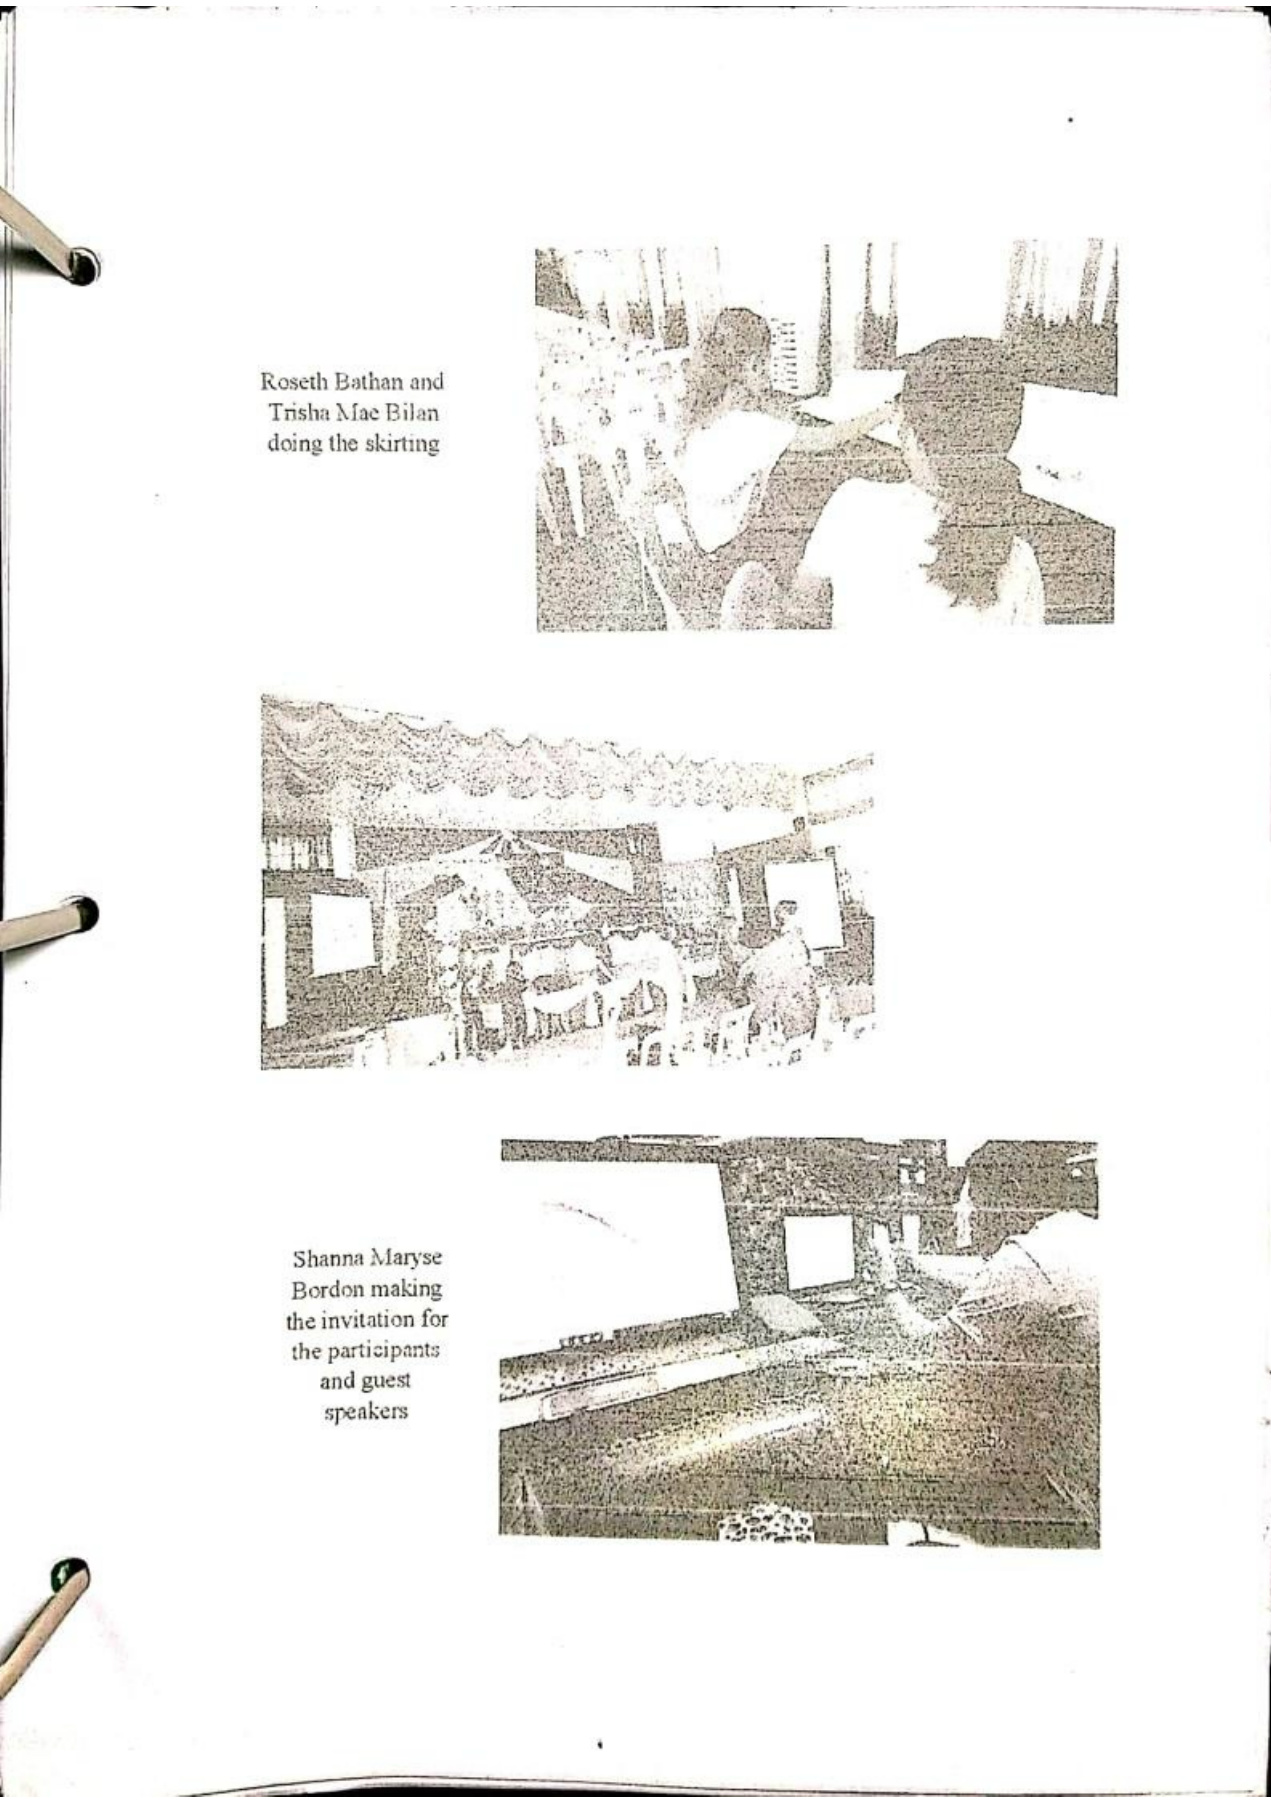 Roseth Bathan and
Trisha Mae Bilan
doing the skirting
Shanna Maryse
Bordon making
the invitation for
the participants
and guest
speakers